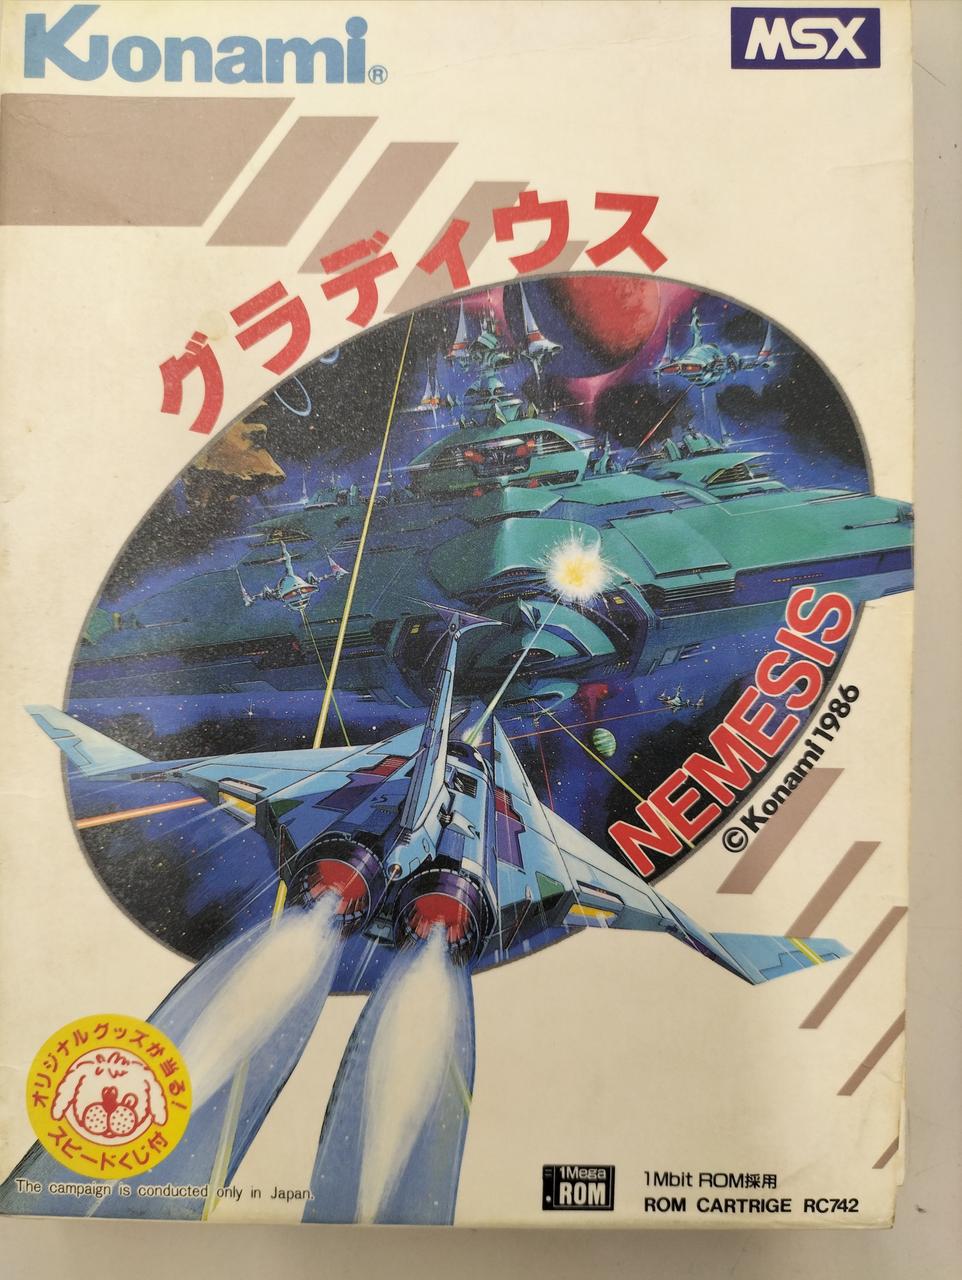 Konami®
MSX
グラディウス
NEMESIS
©Konami 1986
オリジナルグッズが当る!
スピードくじ付
The campaign is conducted only in Japan.
1Mega
ROM
1Mbit ROM採用
ROM CARTRIGE RC742